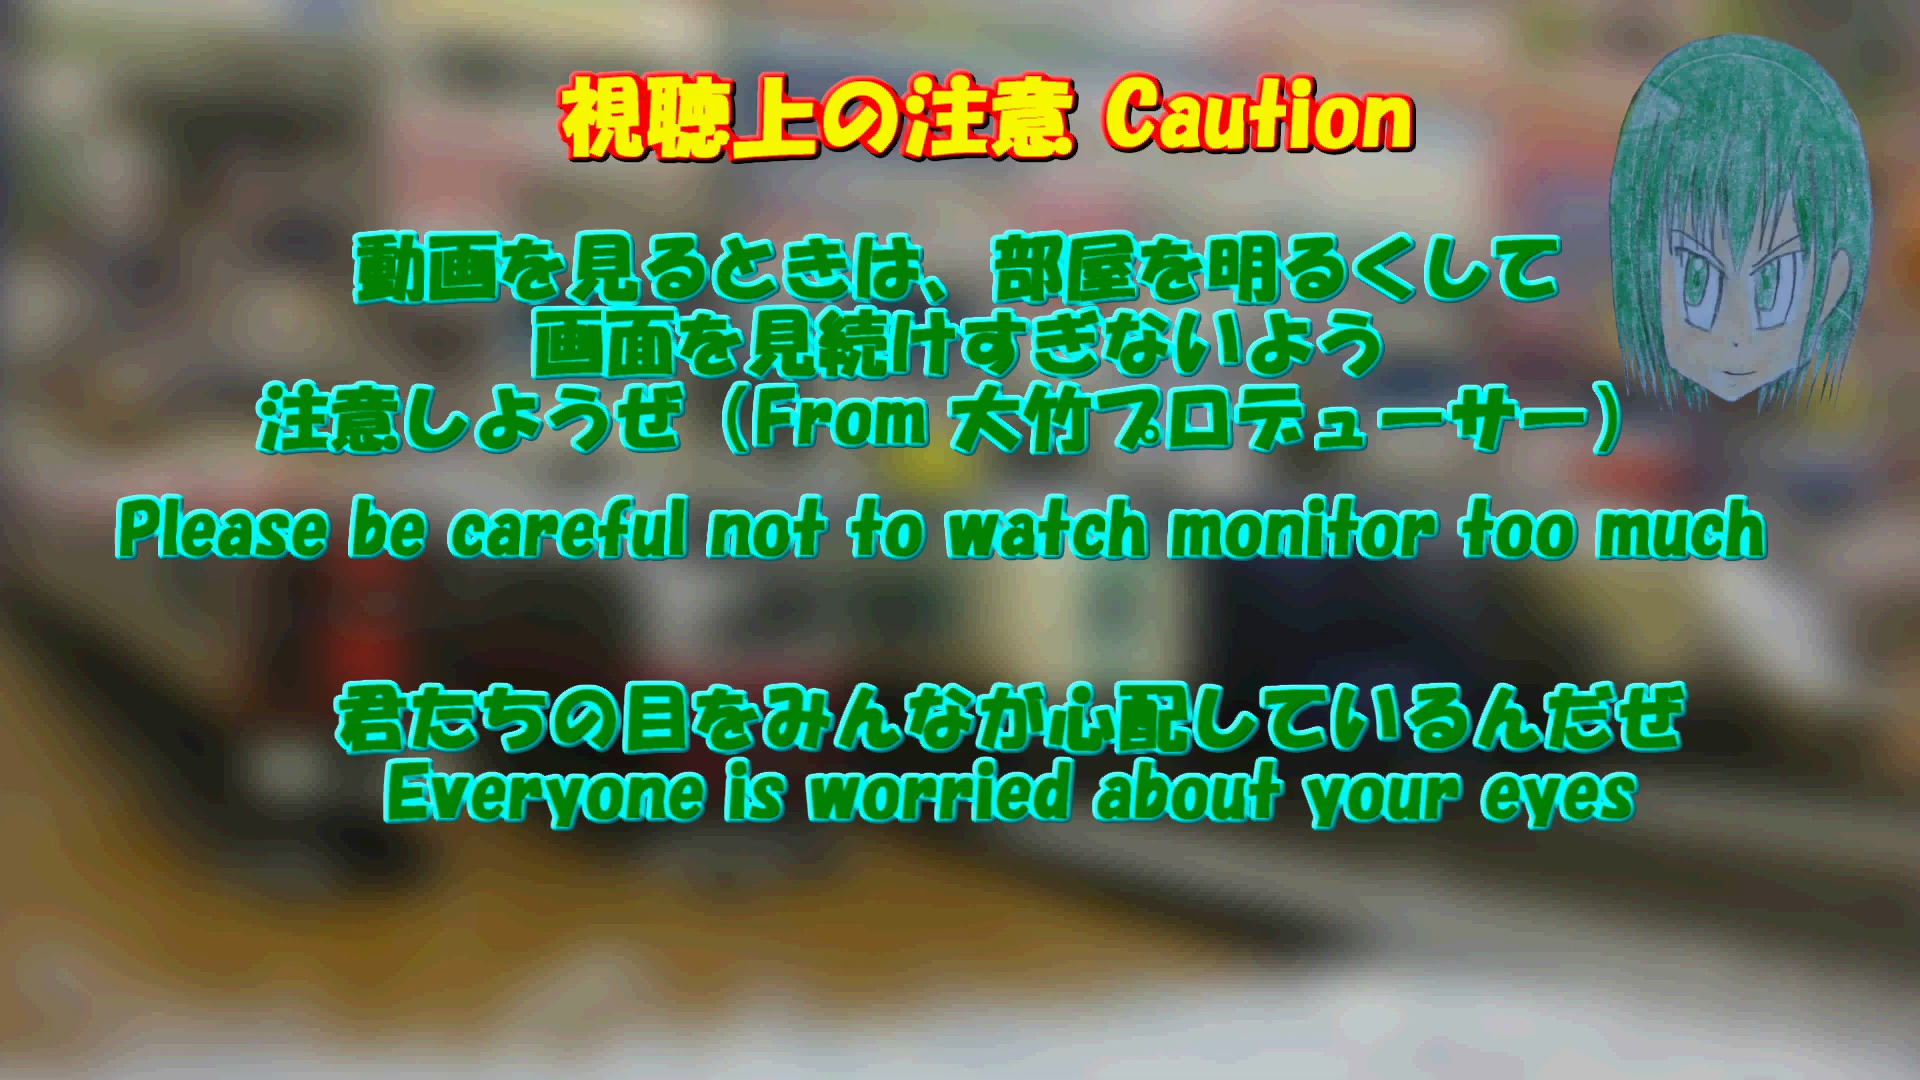 視聴上の注意 Caution
動画を見るときは、部屋を明るくして
画面を見続けすぎないよう
注意しようぜ（From 大竹プロデューサー）
Please be careful not to watch monitor too much
君たちの目をみんなが心配しているんだぜ
Everyone is worried about your eyes